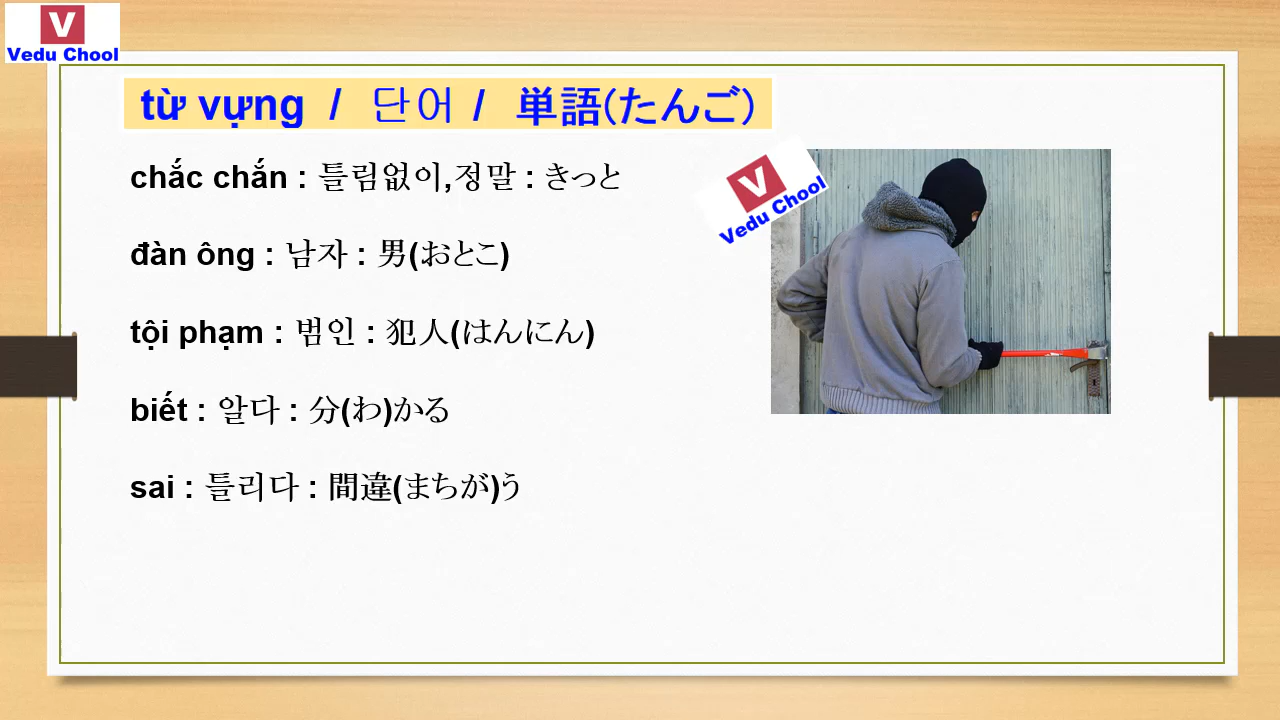 V
Vedu Chool
từ vựng / 단어 / 単語(たんご)
chắc chắn : 틀림없이,정말 : きっと
V
Vedu Chool
đàn ông : 남자 : 男(おとこ)
tội phạm : 범인 : 犯人(はんにん)
biết : 알다 : 分(わ)かる
sai : 틀리다 : 間違(まちが)う